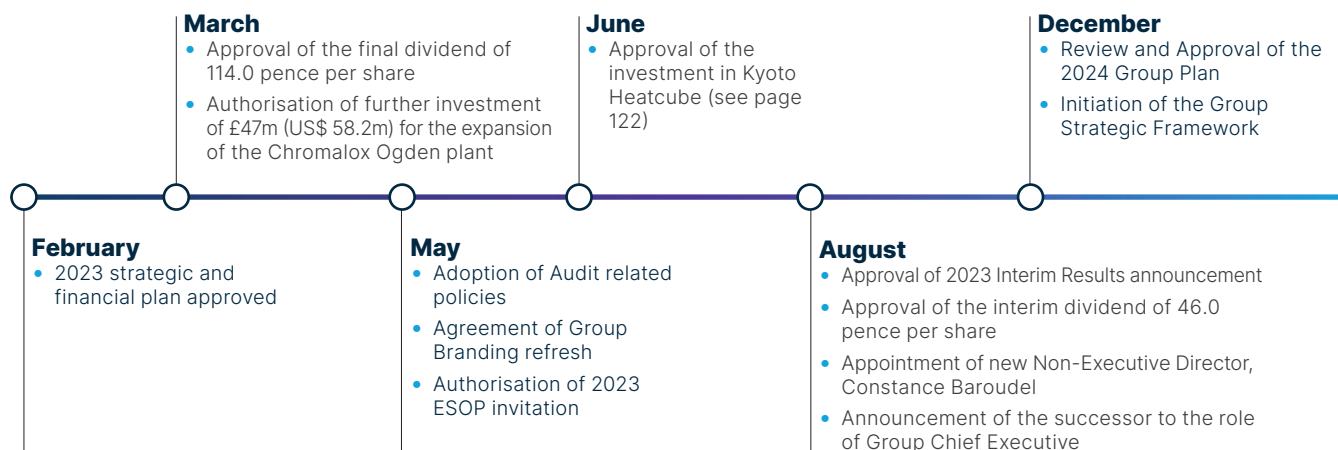 March
• Approval of the final dividend of
114.0 pence per share
• Authorisation of further investment
of £47m (US$ 58.2m) for the expansion
of the Chromalox Ogden plant
June
• Approval of the
investment in Kyoto
Heatcube (see page
122)
December
• Review and Approval of the
2024 Group Plan
• Initiation of the Group
Strategic Framework
February
• 2023 strategic and
financial plan approved
May
• Adoption of Audit related
policies
• Agreement of Group
Branding refresh
• Authorisation of 2023
ESOP invitation
August
• Approval of 2023 Interim Results announcement
• Approval of the interim dividend of 46.0
pence per share
• Appointment of new Non-Executive Director,
Constance Baroudel
• Announcement of the successor to the role
of Group Chief Executive